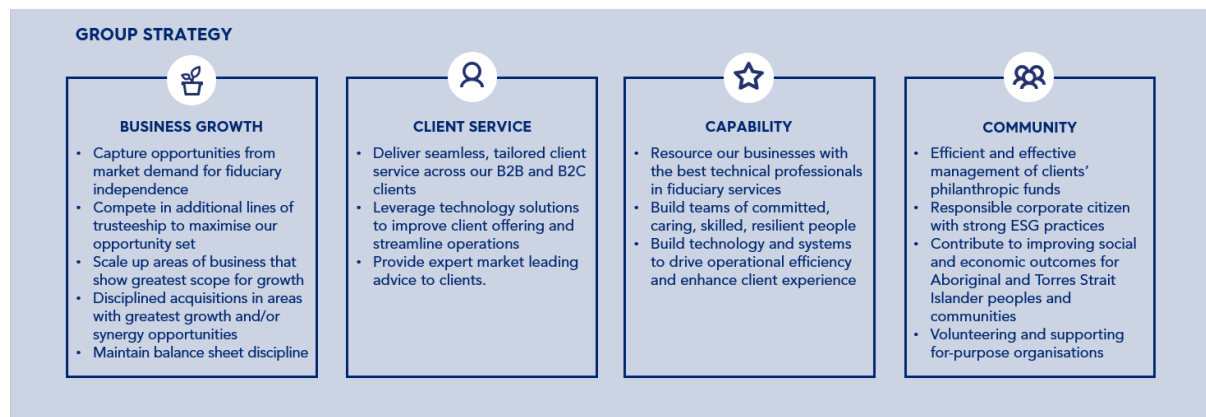 GROUP STRATEGY
BUSINESS GROWTH
• Capture opportunities from
market demand for fiduciary
independence
• Compete in additional lines of
trusteeship to maximise our
opportunity set
• Scale up areas of business that
show greatest scope for growth
• Disciplined acquisitions in areas
with greatest growth and/or
synergy opportunities
• Maintain balance sheet discipline
CLIENT SERVICE
• Deliver seamless, tailored client
service across our B2B and B2C
clients
• Leverage technology solutions
to improve client offering and
streamline operations
• Provide expert market leading
advice to clients.
CAPABILITY
• Resource our businesses with
the best technical professionals
in fiduciary services
• Build teams of committed,
caring, skilled, resilient people
• Build technology and systems
to drive operational efficiency
and enhance client experience
COMMUNITY
• Efficient and effective
management of clients’
philanthropic funds
• Responsible corporate citizen
with strong ESG practices
• Contribute to improving social
and economic outcomes for
Aboriginal and Torres Strait
Islander peoples and
communities
• Volunteering and supporting
for-purpose organisations